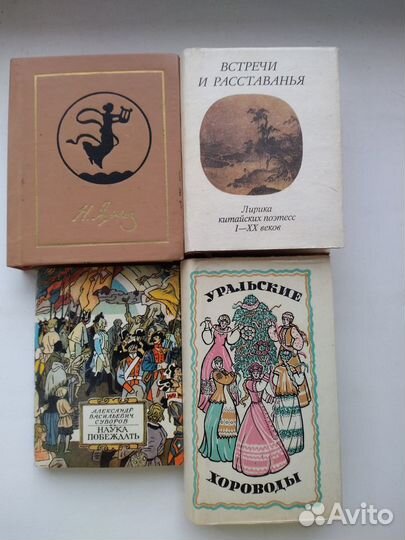 ВСТРЕЧИ
И РАССТАВАНЬЯ
Лирика
китайских поэтесс
I—XX веков
Н.
АЛЕКСАНДР
ВАСИЛЬЕВИЧ
СУВОРОВ
НАУКА
ПОБЕЖДАТЬ
УРАЛЬСКИЕ
ХОРОВОДЫ
Avito